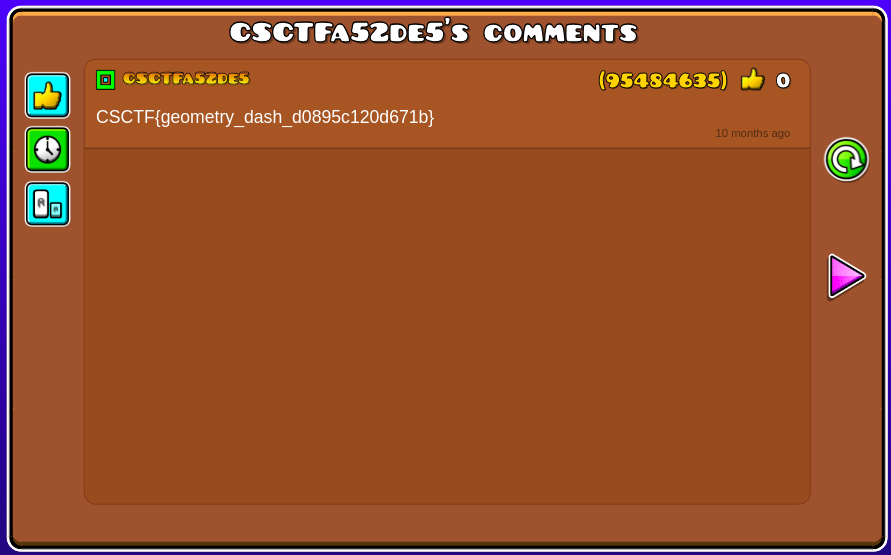 CSCTFa52de5's comments
CSCTFa52de5 (95484635) 0
CSCTF{geometry_dash_d0895c120d671b}
10 months ago